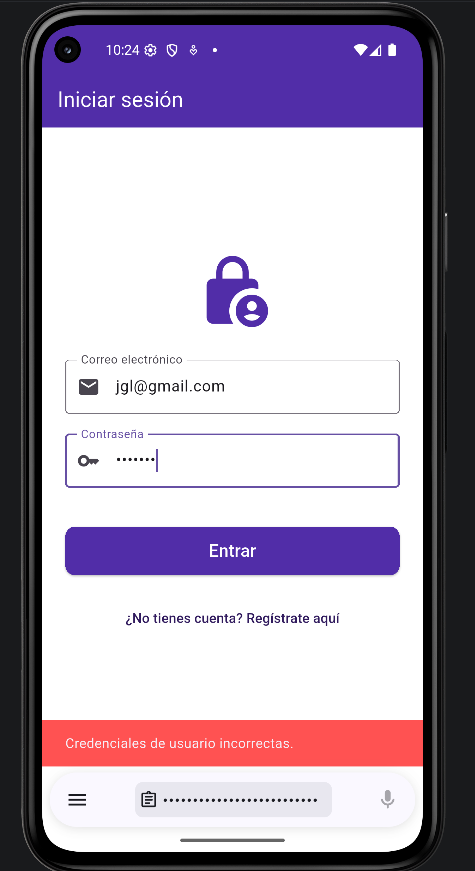 10:24
Iniciar sesión
Correo electrónico
jgl@gmail.com
Contraseña
•••••••
Entrar
¿No tienes cuenta? Regístrate aquí
Credenciales de usuario incorrectas.